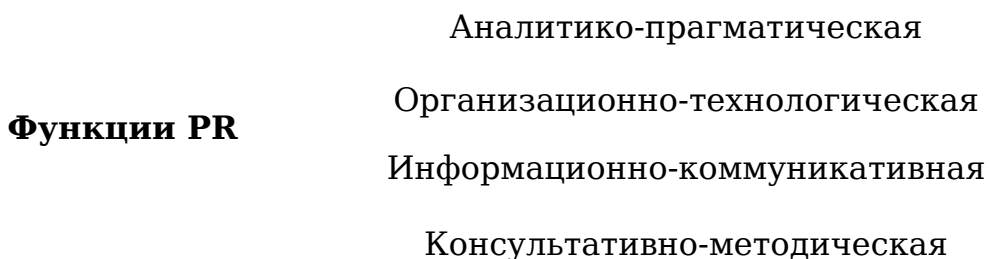 Аналитико-прагматическая
Организационно-технологическая
Функции PR
Информационно-коммуникативная
Консультативно-методическая